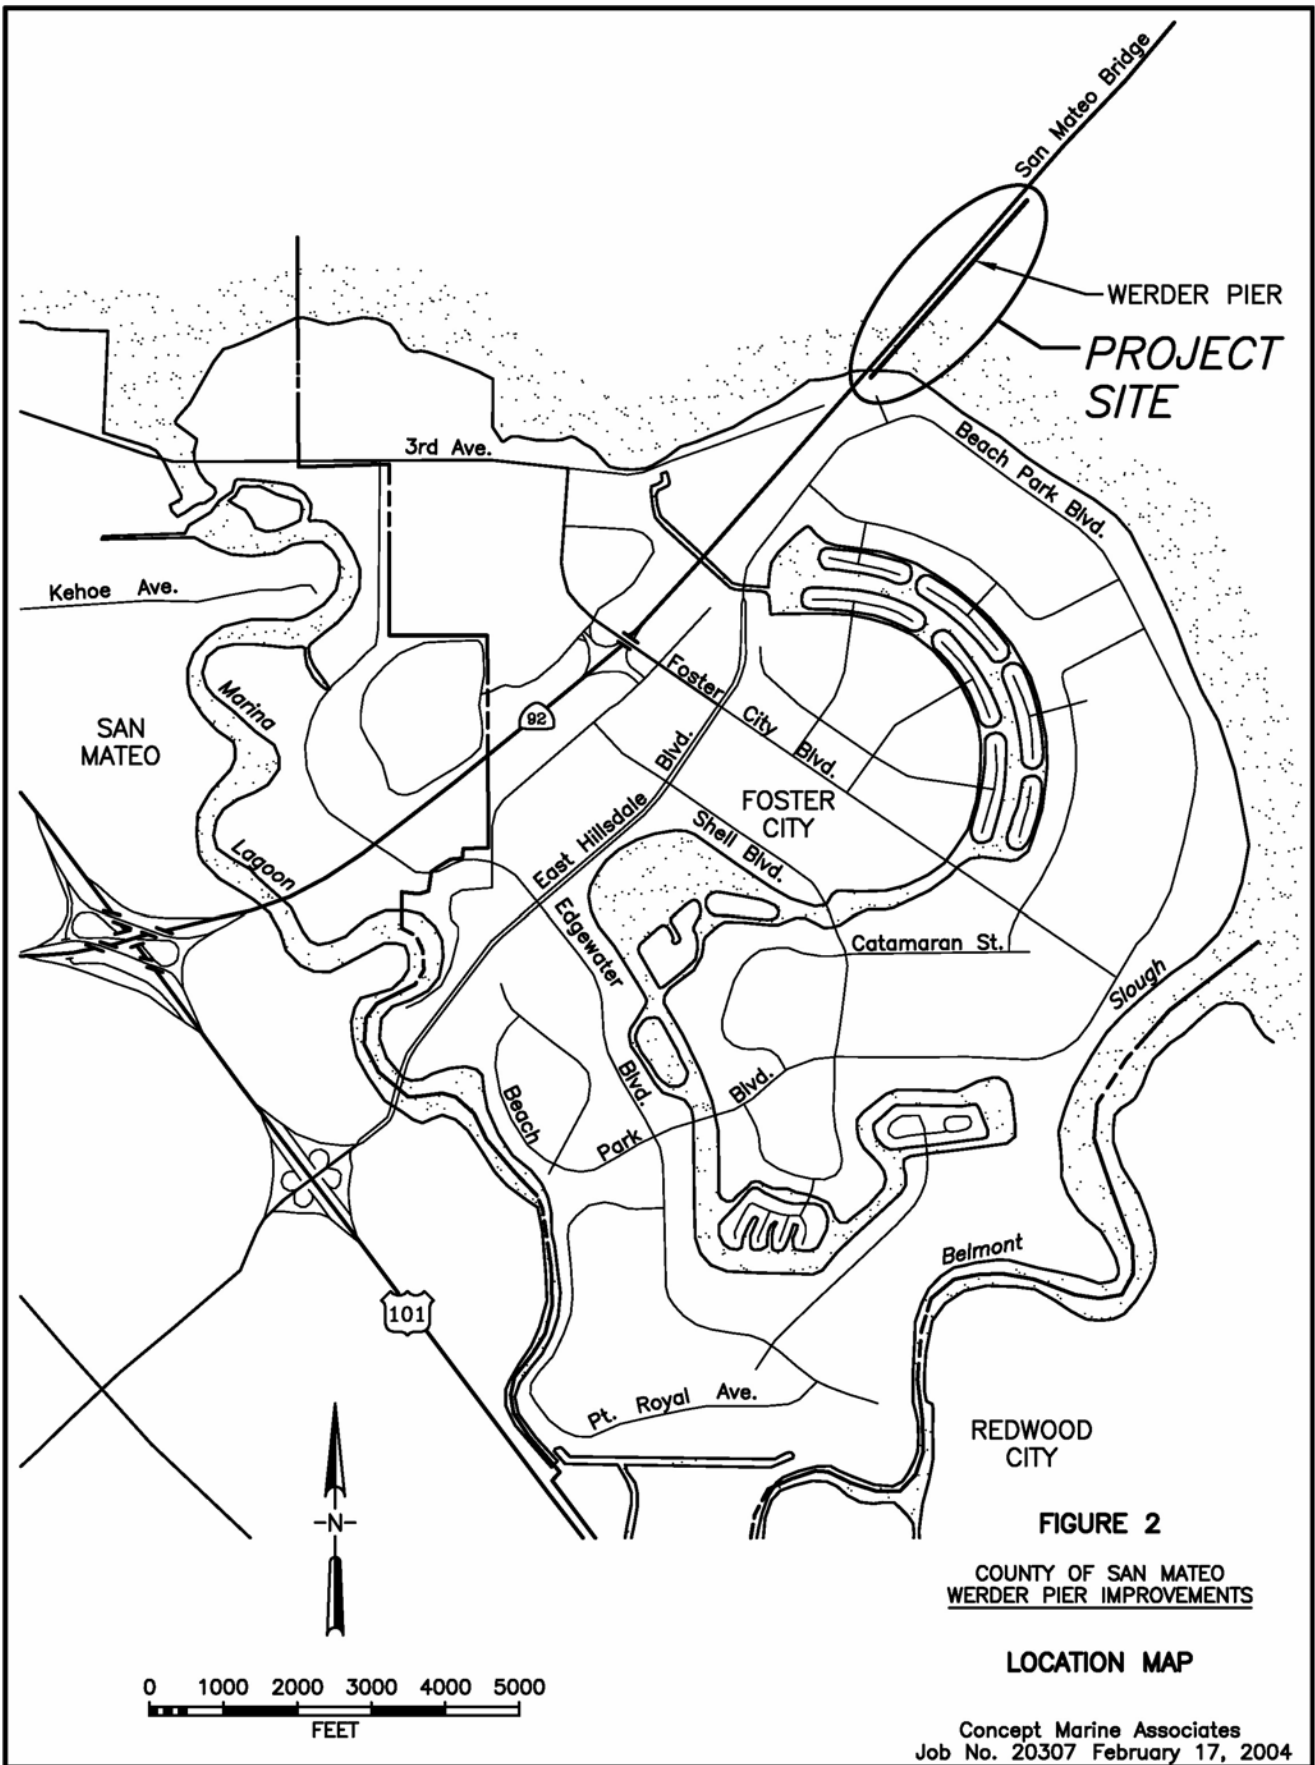 San Mateo Bridge
WERDER PIER
PROJECT
SITE
3rd Ave.
Beach Park Blvd.
Kehoe Ave.
Marina
Foster
City
Blvd.
92
SAN
MATEO
Blvd.
FOSTER
CITY
East Hillsdale
Shell Blvd.
Lagoon
Edgewater
Catamaran St.
Slough
Blvd.
Blvd.
Beach
Park
Belmont
101
Pt. Royal Ave.
REDWOOD
CITY
-N-
FIGURE 2
COUNTY OF SAN MATEO
WERDER PIER IMPROVEMENTS
LOCATION MAP
0 1000 2000 3000 4000 5000
FEET
Concept Marine Associates
Job No. 20307 February 17, 2004